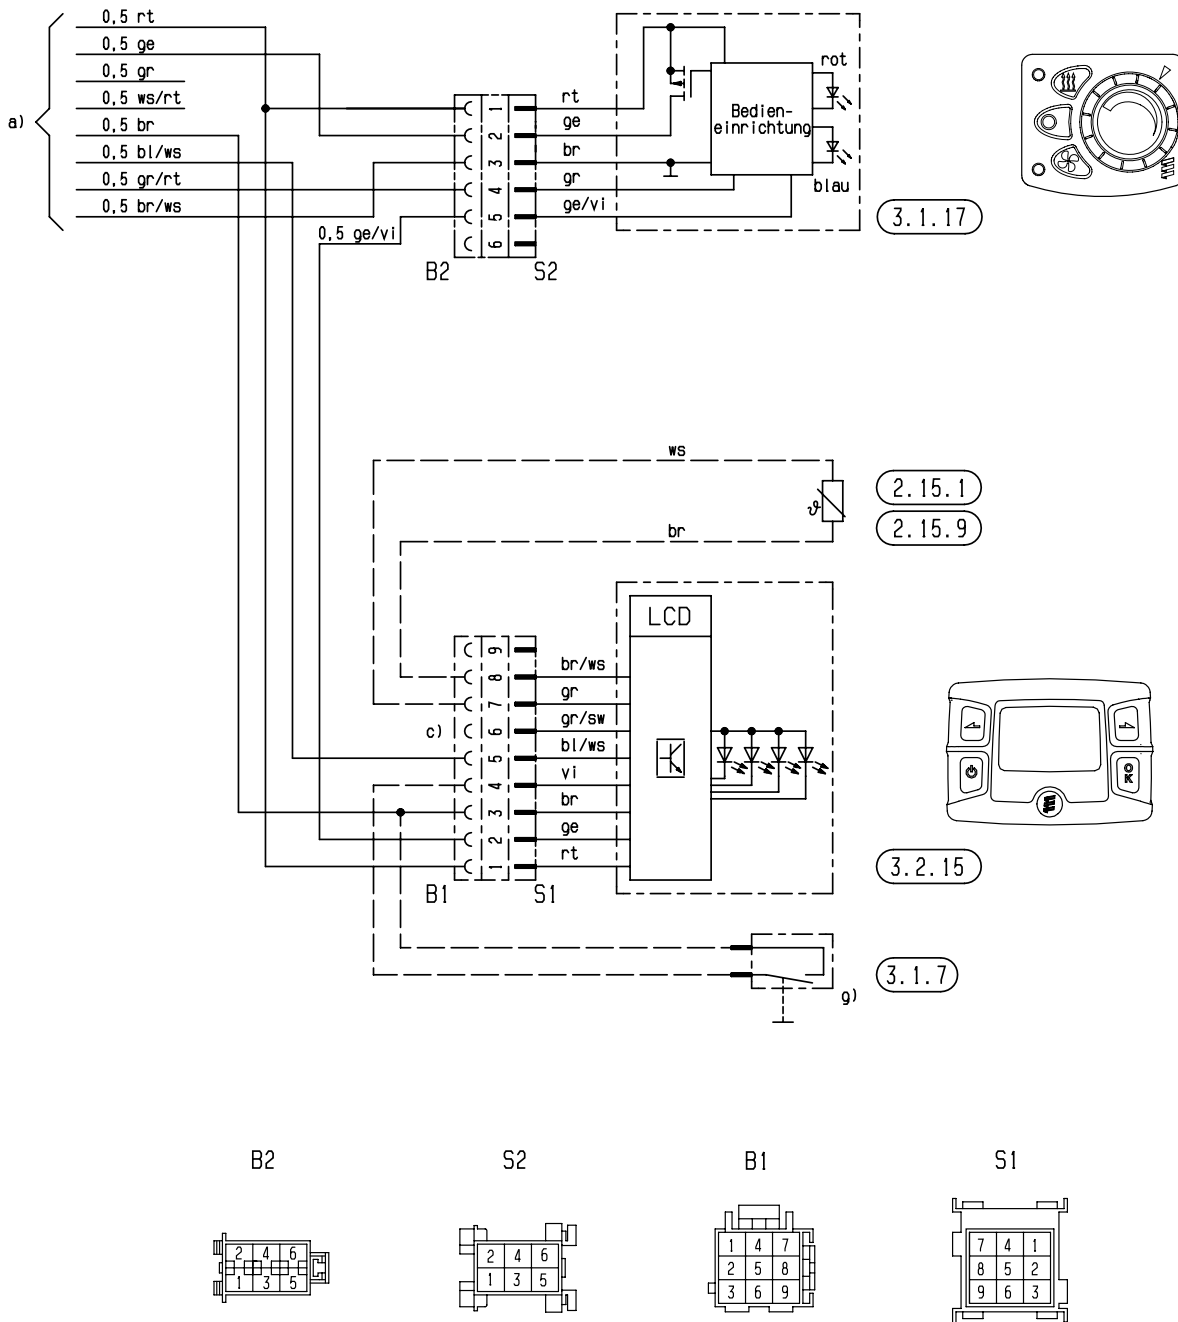 0,5 rt
0,5 ge
0,5 gr
0,5 ws/rt
a)
0,5 br
0,5 bl/ws
0,5 gr/rt
0,5 br/ws
0,5 ge/vi
1
2
3
4
5
6
B2
S2
rt
ge
br
gr
ge/vi
Bedien-
einrichtung
rot
blau
3.1.17
ws
ϑ
2.15.1
br
2.15.9
LCD
9
8
7
6
5
4
3
2
1
c)
br/ws
gr
gr/sw
bl/ws
vi
br
ge
rt
B1
S1
OK
3.2.15
3.1.7
g)
B2
S2
B1
S1
2 4 6
1 3 5
2 4 6
1 3 5
1 4 7
2 5 8
3 6 9
7 4 1
8 5 2
9 6 3